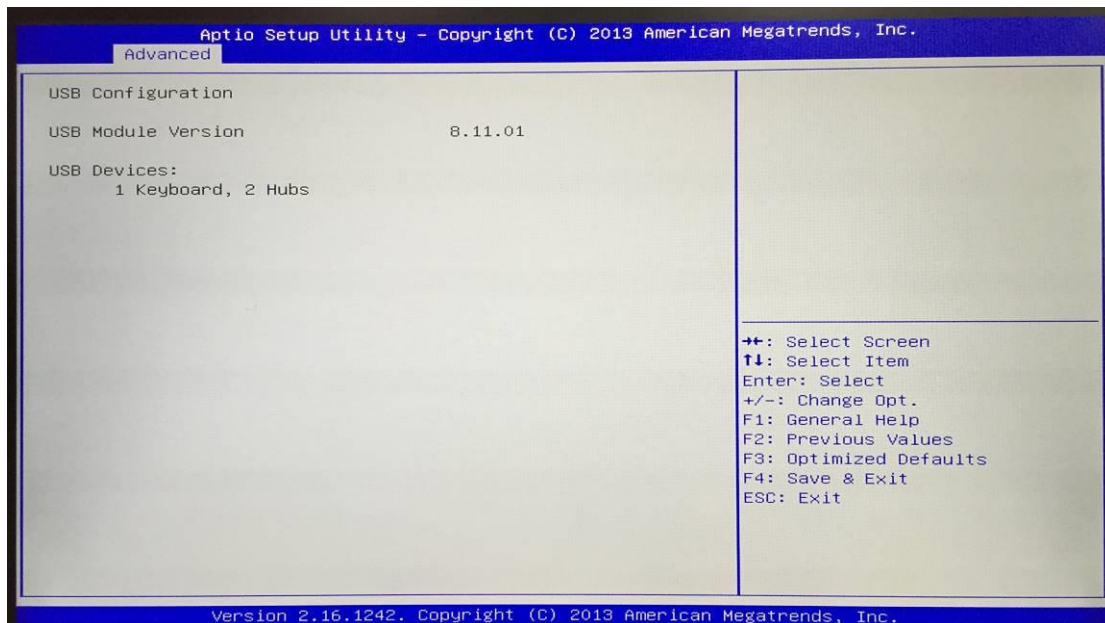 Aptio Setup Utility – Copyright (C) 2013 American Megatrends, Inc.
Advanced
USB Configuration
USB Module Version 8.11.01
USB Devices:
1 Keyboard, 2 Hubs
→←: Select Screen
↑↓: Select Item
Enter: Select
+/-: Change Opt.
F1: General Help
F2: Previous Values
F3: Optimized Defaults
F4: Save & Exit
ESC: Exit
Version 2.16.1242. Copyright (C) 2013 American Megatrends, Inc.